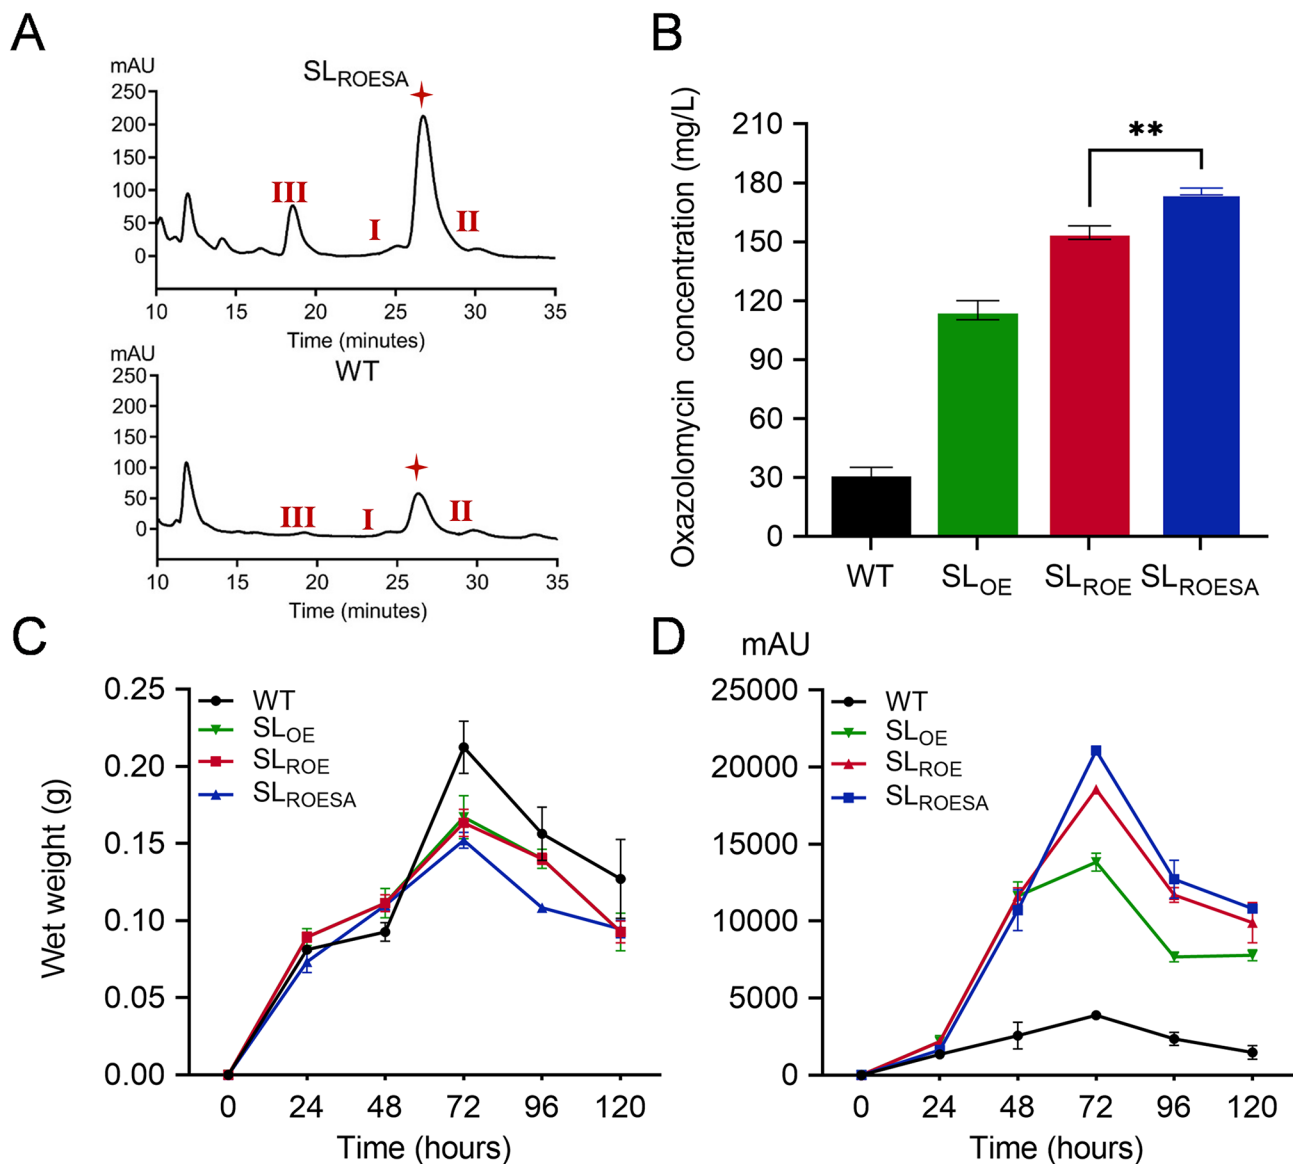 A
mAU
SLROESA
250
200
150
100
50
0
III
I
II
10 15 20 25 30 35
Time (minutes)
mAU
WT
250
200
150
100
50
0
III
I
II
10 15 20 25 30 35
Time (minutes)
B
Oxazolomycin concentration (mg/L)
210
180
150
120
90
60
30
0
**
WT SLOE SLROE SLROESA
C
Wet weight (g)
0.25
0.20
0.15
0.10
0.05
0.00
WT
SLOE
SLROE
SLROESA
0 24 48 72 96 120
Time (hours)
D
mAU
25000
20000
15000
10000
5000
0
WT
SLOE
SLROE
SLROESA
0 24 48 72 96 120
Time (hours)